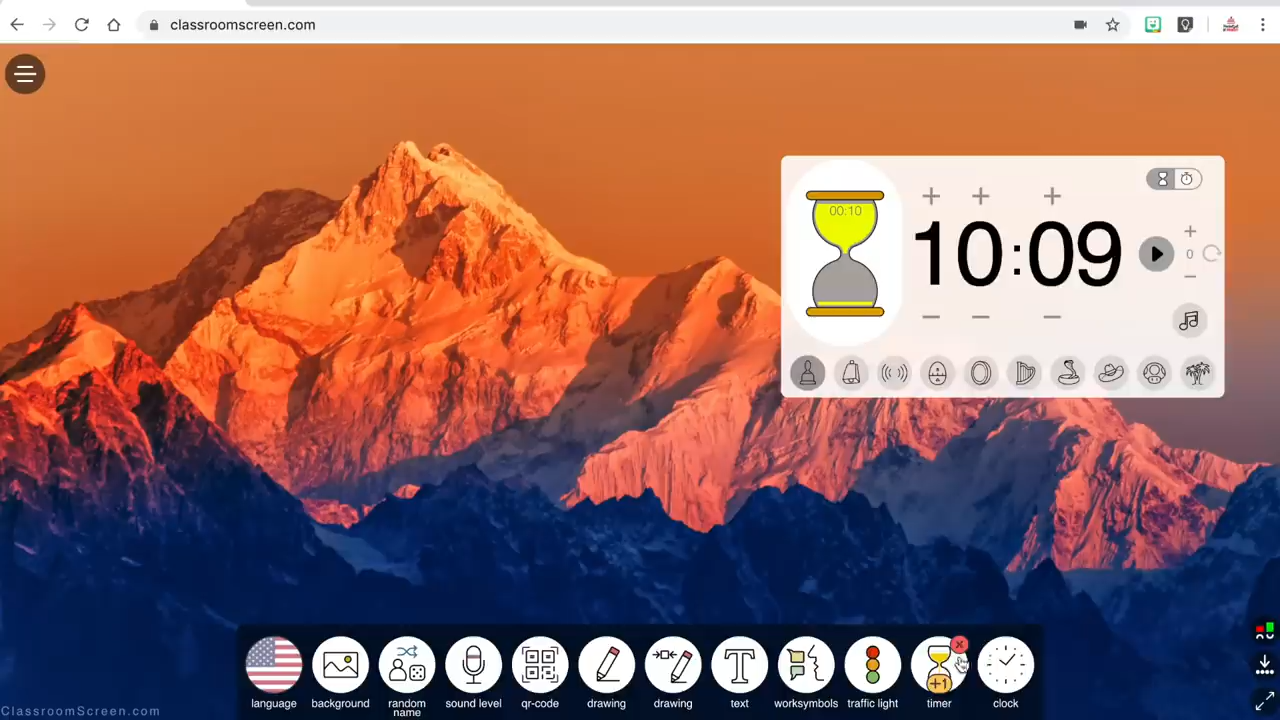 classroomscreen.com
00:10
10:09
0
+1
x
language
background
random
name
sound level
qr-code
drawing
drawing
text
worksymbols
traffic light
timer
clock
ClassroomScreen.com